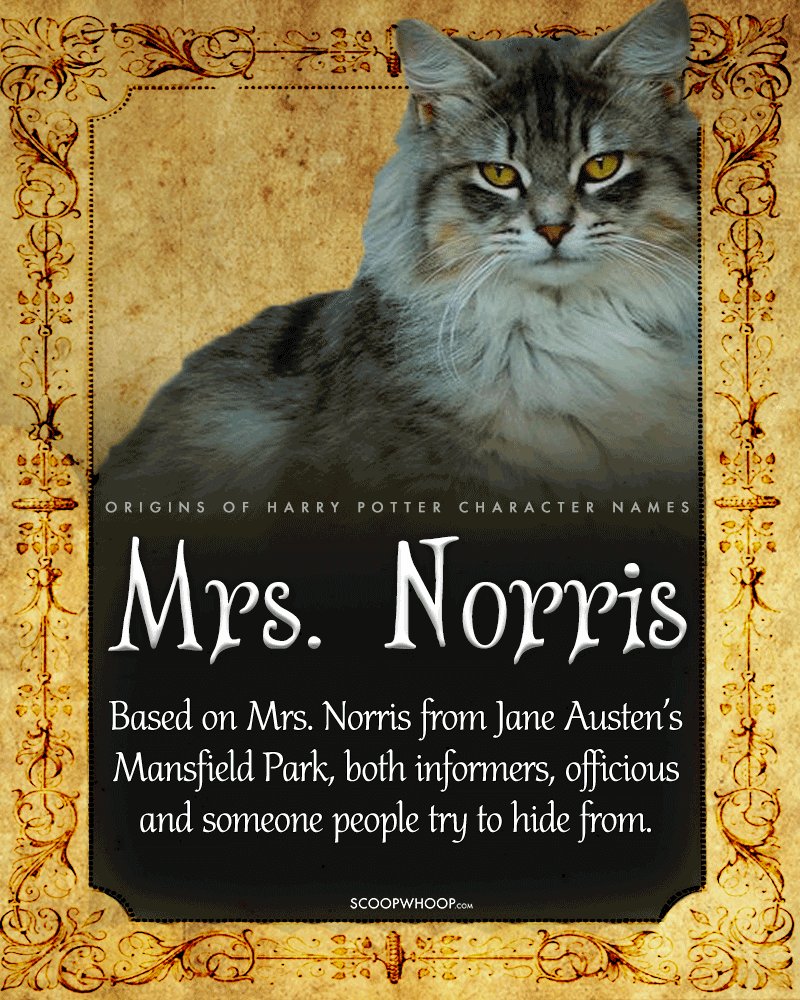 ORIGINS OF HARRY POTTER CHARACTER NAMES
Mrs. Norris
Based on Mrs. Norris from Jane Austen's
Mansfield Park, both informers, officious
and someone people try to hide from.
SCOOPWHOOP.COM